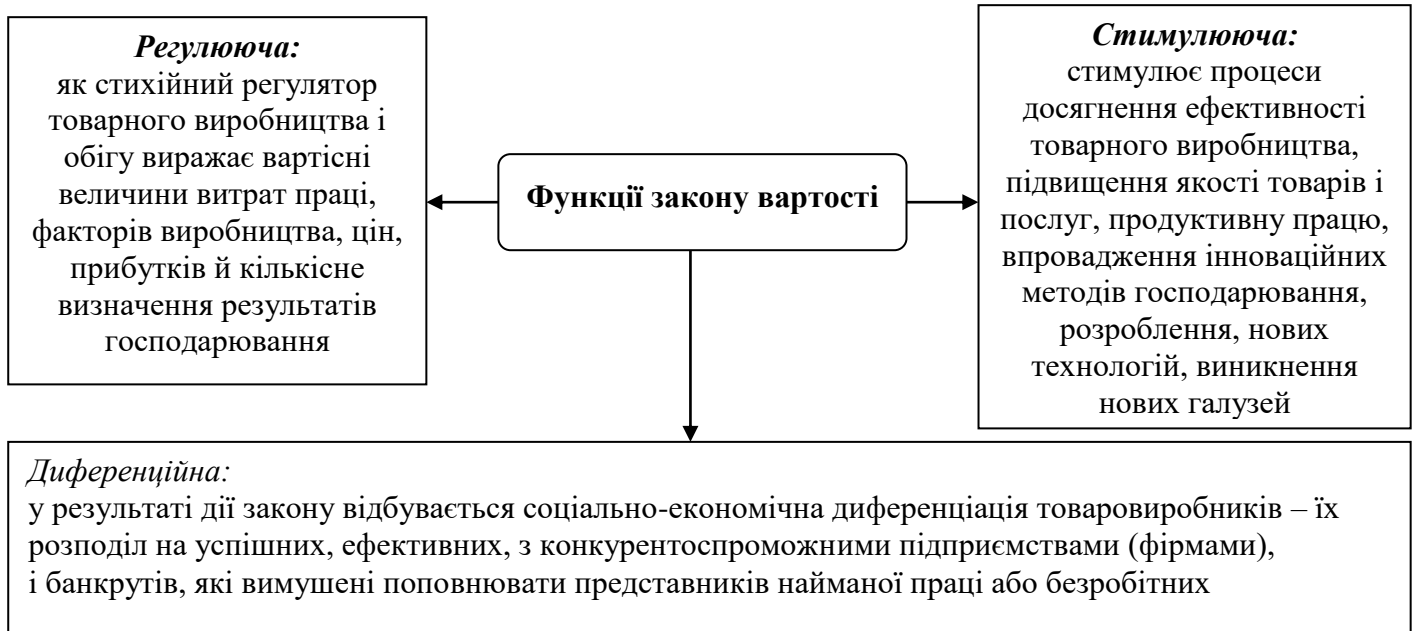 Регулююча:
як стихійний регулятор
товарного виробництва і
обігу виражає вартісні
величини витрат праці,
факторів виробництва, цін,
прибутків й кількісне
визначення результатів
господарювання
Функції закону вартості
Стимулююча:
стимулює процеси
досягнення ефективності
товарного виробництва,
підвищення якості товарів і
послуг, продуктивну працю,
впровадження інноваційних
методів господарювання,
розроблення, нових
технологій, виникнення
нових галузей
Диференційна:
у результаті дії закону відбувається соціально-економічна диференціація товаровиробників – їх
розподіл на успішних, ефективних, з конкурентоспроможними підприємствами (фірмами),
і банкрутів, які вимушені поповнювати представників найманої праці або безробітних